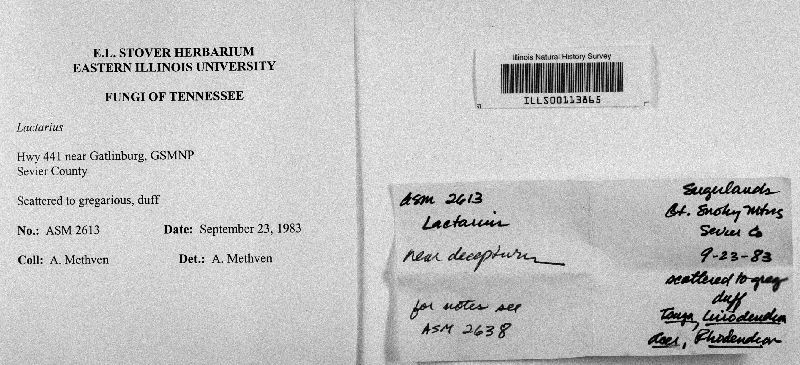 E.L. STOVER HERBARIUM
EASTERN ILLINOIS UNIVERSITY
FUNGI OF TENNESSEE
Lactarius
Hwy 441 near Gatlinburg, GSMNP
Sevier County
Scattered to gregarious, duff
No.: ASM 2613 Date: September 23, 1983
Coll: A. Methven Det.: A. Methven
Illinois Natural History Survey
ILLS00113865
ASM 2613
Lactarius
near deceptivus
for notes see
ASM 2638
Sugarlands
Gt. Smoky Mtns
Sevier Co
9-23-83
scattered to greg
duff
Tsuga, Liriodendron
Acer, Rhododendron